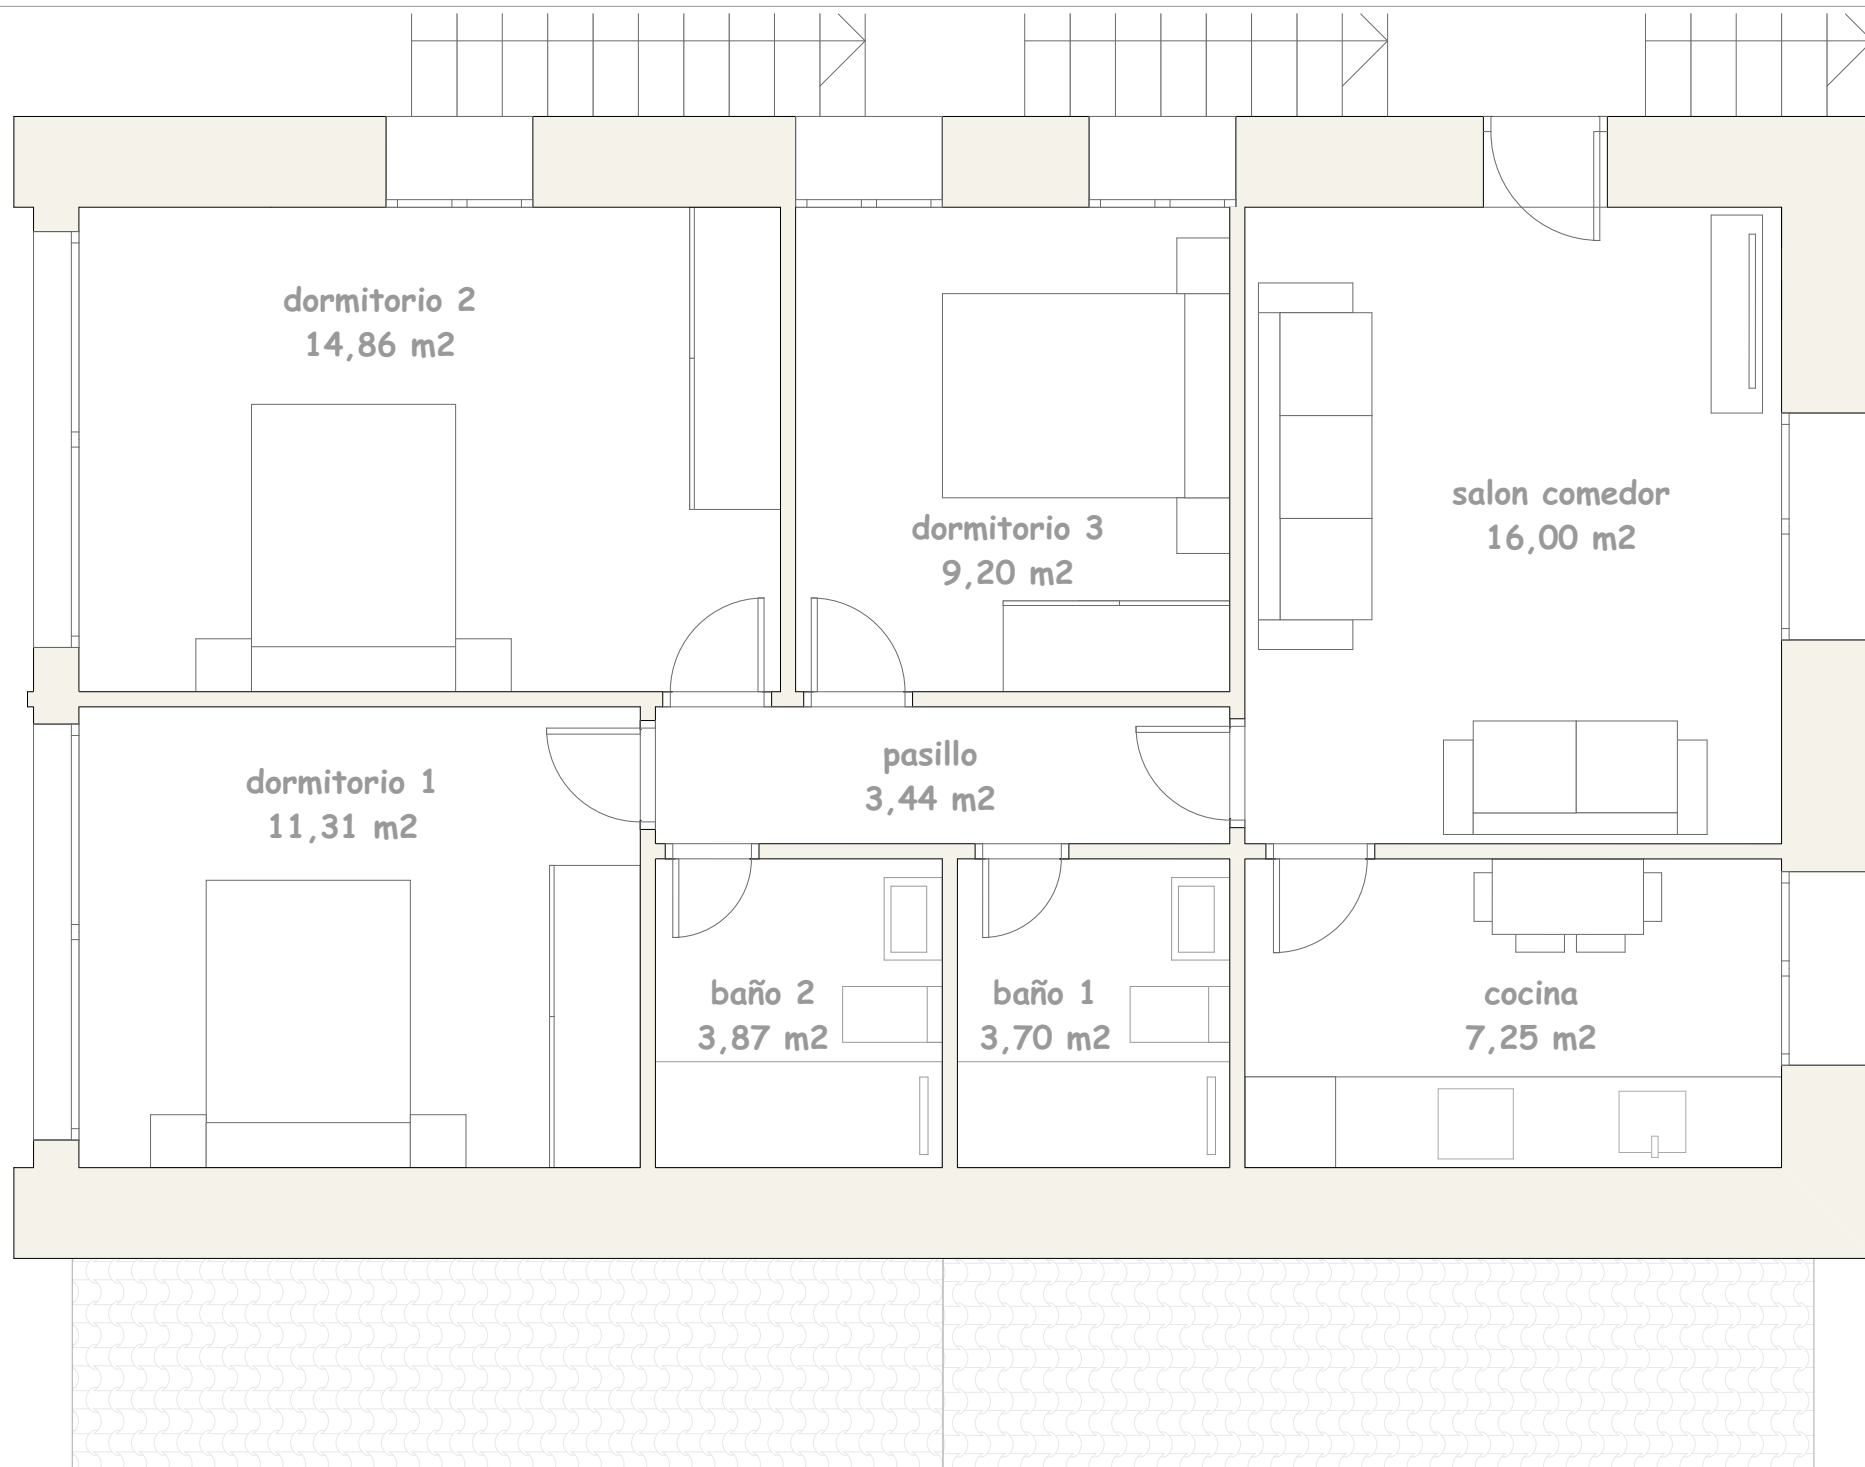 dormitorio 2
14,86 m2
dormitorio 3
9,20 m2
salon comedor
16,00 m2
dormitorio 1
11,31 m2
pasillo
3,44 m2
baño 2
3,87 m2
baño 1
3,70 m2
cocina
7,25 m2